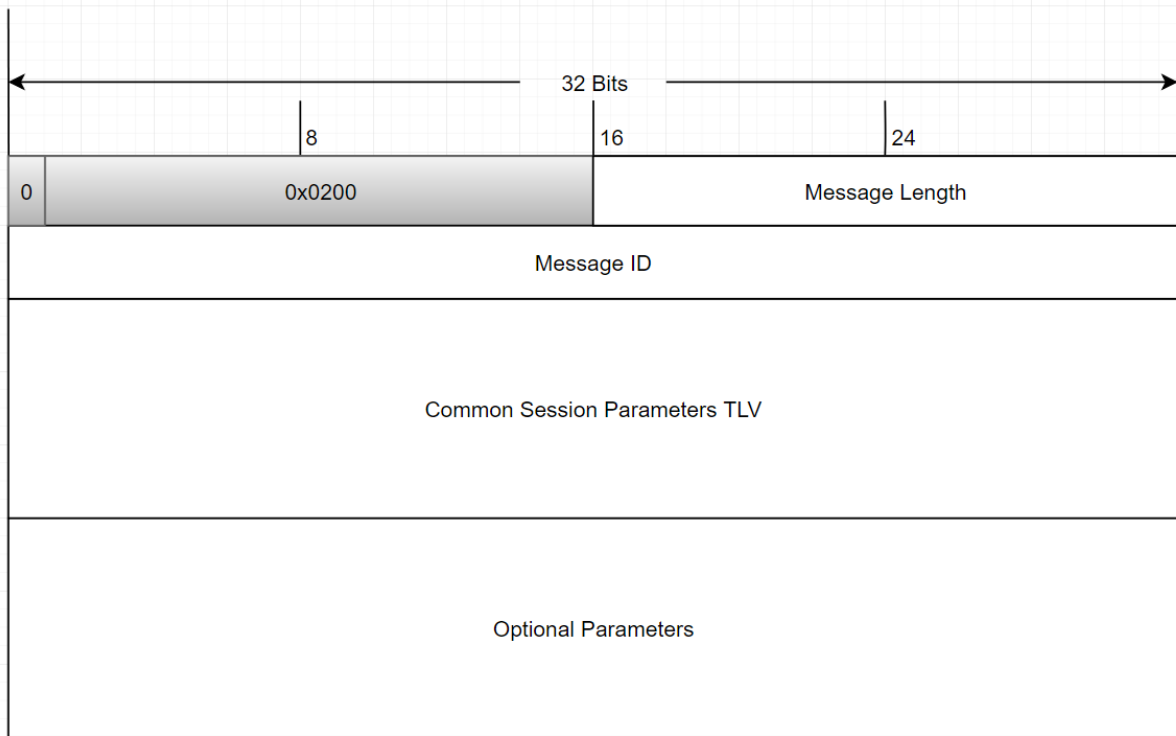 32 Bits
8 16 24
0 0x0200 Message Length
Message ID
Common Session Parameters TLV
Optional Parameters